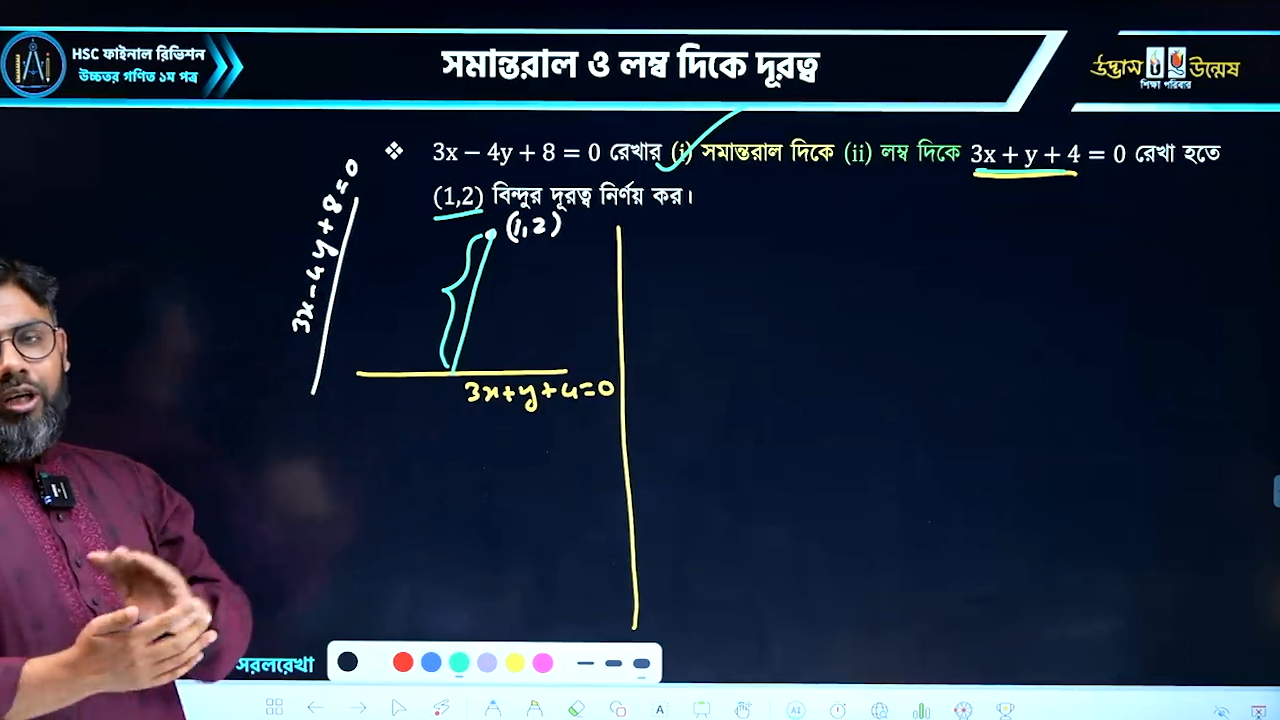 HSC ফাইনাল রিভিশন
উচ্চতর গণিত ১ম পত্র
সমান্তরাল ও লম্ব দিকে দূরত্ব
উদ্ভাস উন্মেষ
শিক্ষা পরিবার
❖ 3x − 4y + 8 = 0 রেখার (i) সমান্তরাল দিকে (ii) লম্ব দিকে 3x + y + 4 = 0 রেখা হতে
(1,2) বিন্দুর দূরত্ব নির্ণয় কর।
(1,2)
3x-4y+8=0
3x+y+4=0
সরলরেখা